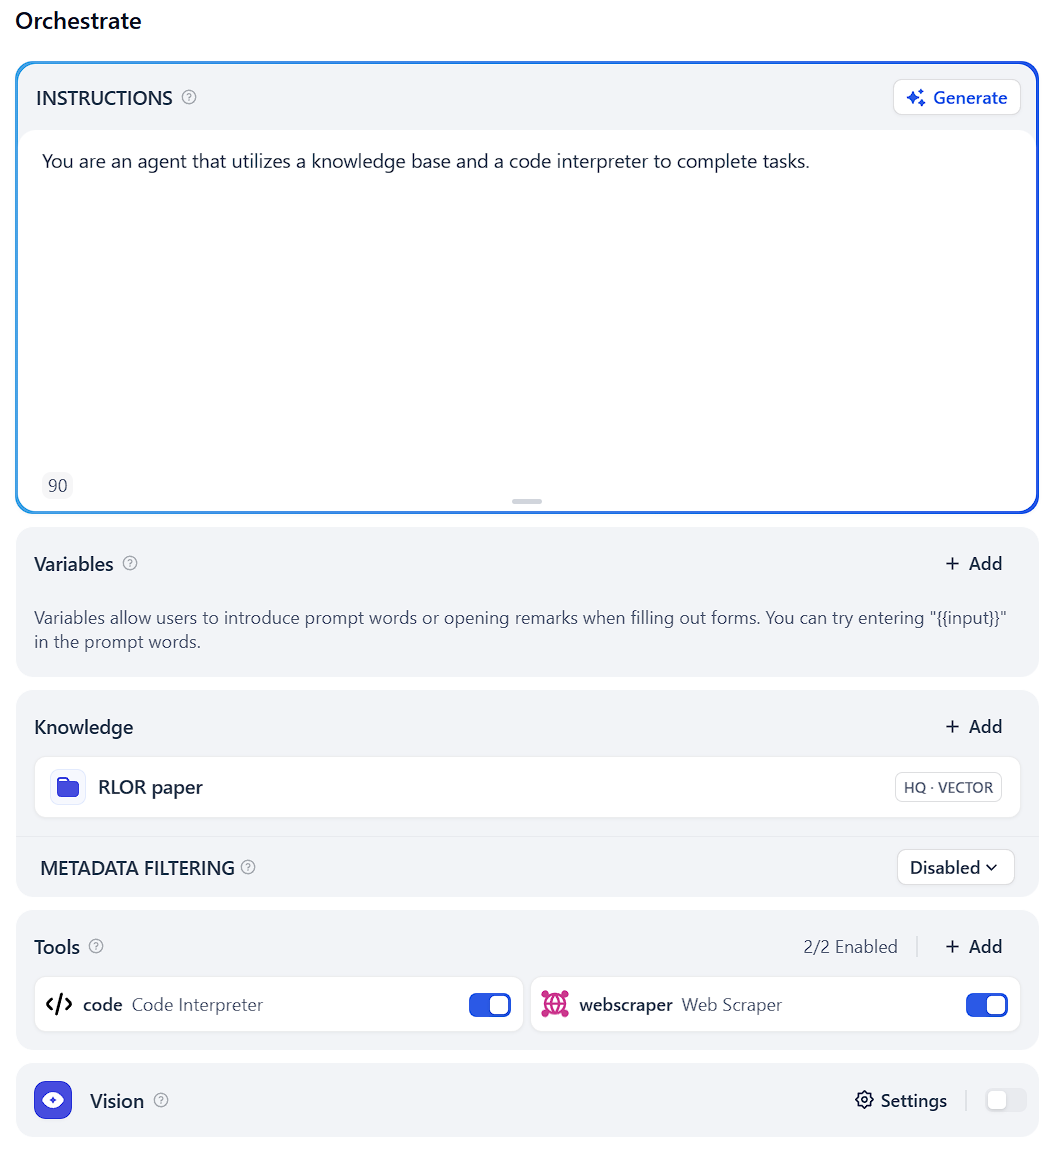 Orchestrate
INSTRUCTIONS
Generate
You are an agent that utilizes a knowledge base and a code interpreter to complete tasks.
90
Variables
+ Add
Variables allow users to introduce prompt words or opening remarks when filling out forms. You can try entering "{{input}}"
in the prompt words.
Knowledge
+ Add
RLOR paper
HQ · VECTOR
METADATA FILTERING
Disabled
Tools
2/2 Enabled
+ Add
code Code Interpreter
webscraper Web Scraper
Vision
Settings